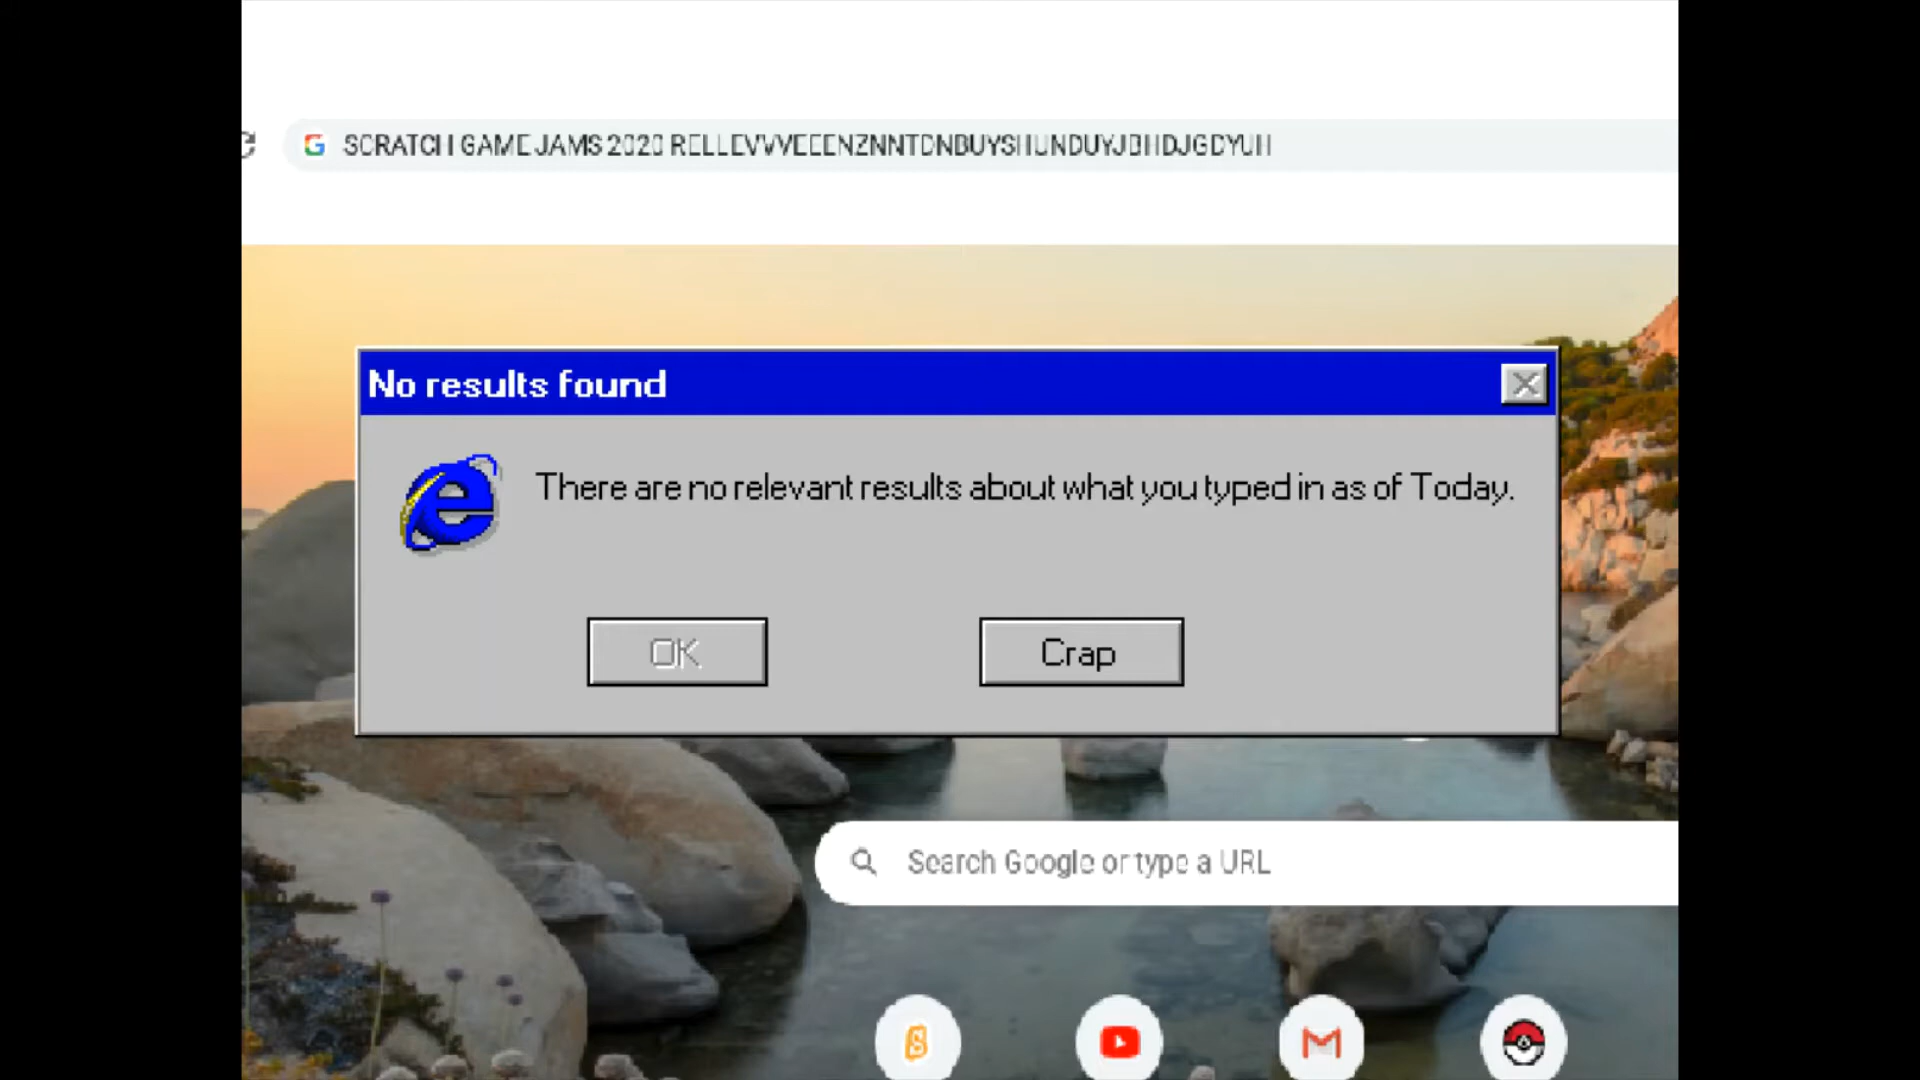 SCRATCH GAME JAMS 2020 RELLEVVVEEENZNNTDNBUYSHUNDUYJBHDJGDYUH
No results found
There are no relevant results about what you typed in as of Today.
OK
Crap
Search Google or type a URL